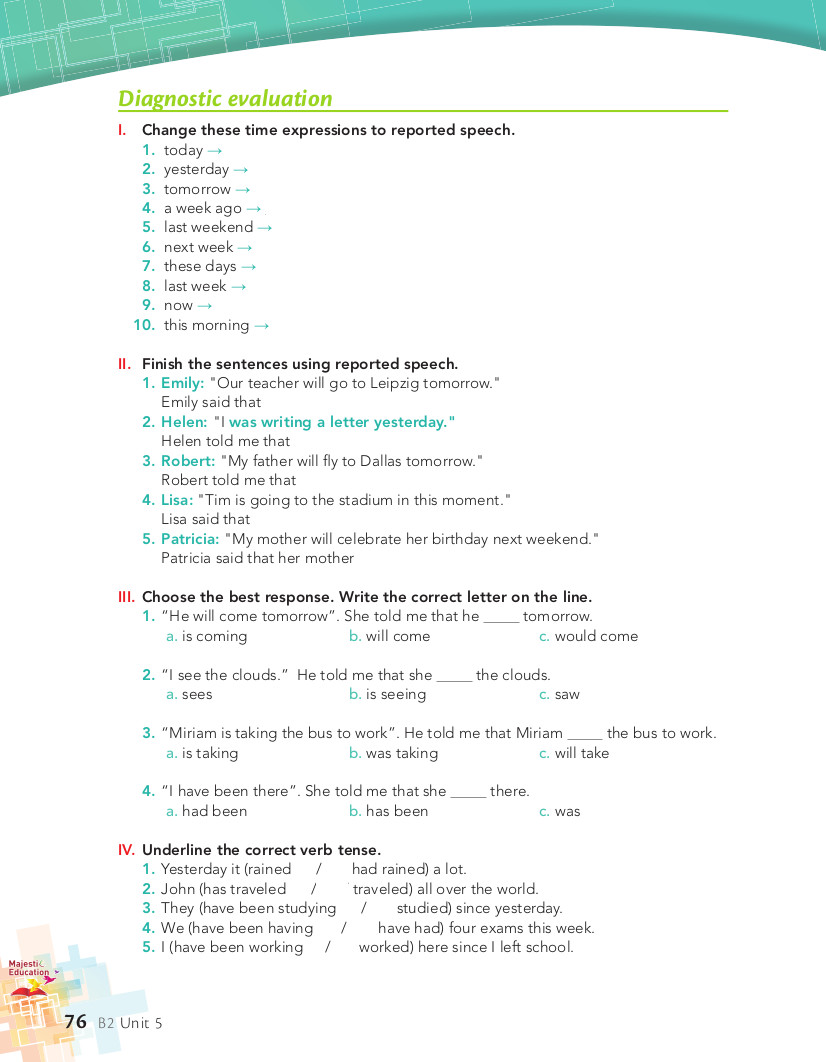 Diagnostic evaluation
I. Change these time expressions to reported speech.
1. today →
2. yesterday →
3. tomorrow →
4. a week ago →
5. last weekend →
6. next week →
7. these days →
8. last week →
9. now →
10. this morning →
II. Finish the sentences using reported speech.
1. Emily: "Our teacher will go to Leipzig tomorrow."
Emily said that
2. Helen: "I was writing a letter yesterday."
Helen told me that
3. Robert: "My father will fly to Dallas tomorrow."
Robert told me that
4. Lisa: "Tim is going to the stadium in this moment."
Lisa said that
5. Patricia: "My mother will celebrate her birthday next weekend."
Patricia said that her mother
III. Choose the best response. Write the correct letter on the line.
1. “He will come tomorrow”. She told me that he _____ tomorrow.
a. is coming b. will come c. would come
2. “I see the clouds.” He told me that she _____ the clouds.
a. sees b. is seeing c. saw
3. “Miriam is taking the bus to work”. He told me that Miriam _____ the bus to work.
a. is taking b. was taking c. will take
4. “I have been there”. She told me that she _____ there.
a. had been b. has been c. was
IV. Underline the correct verb tense.
1. Yesterday it (rained / had rained) a lot.
2. John (has traveled / traveled) all over the world.
3. They (have been studying / studied) since yesterday.
4. We (have been having / have had) four exams this week.
5. I (have been working / worked) here since I left school.
Majestic
Education
76 B2 Unit 5